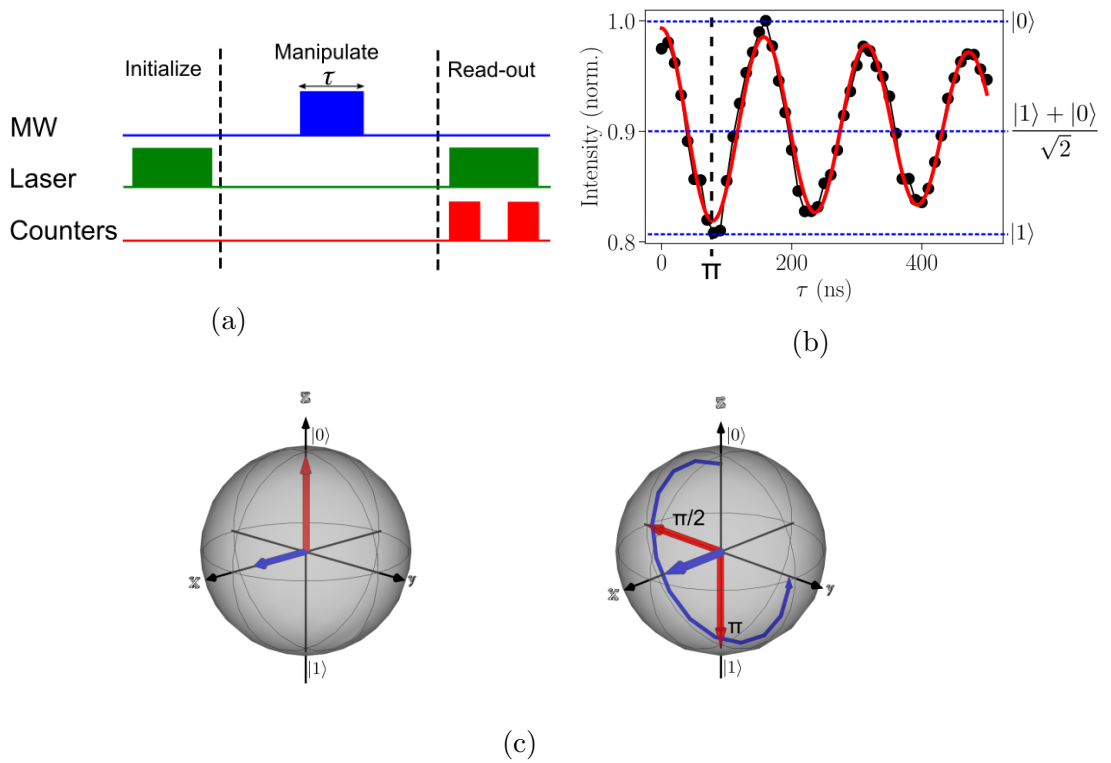 Initialize
Manipulate
τ
Read-out
MW
Laser
Counters
(a)
Intensity (norm.)
1.0
0.9
0.8
0
200
400
π
τ (ns)
|0⟩
|1⟩ + |0⟩
√2
|1⟩
(b)
z
|0⟩
x
y
|1⟩
z
|0⟩
π/2
x
y
π
|1⟩
(c)